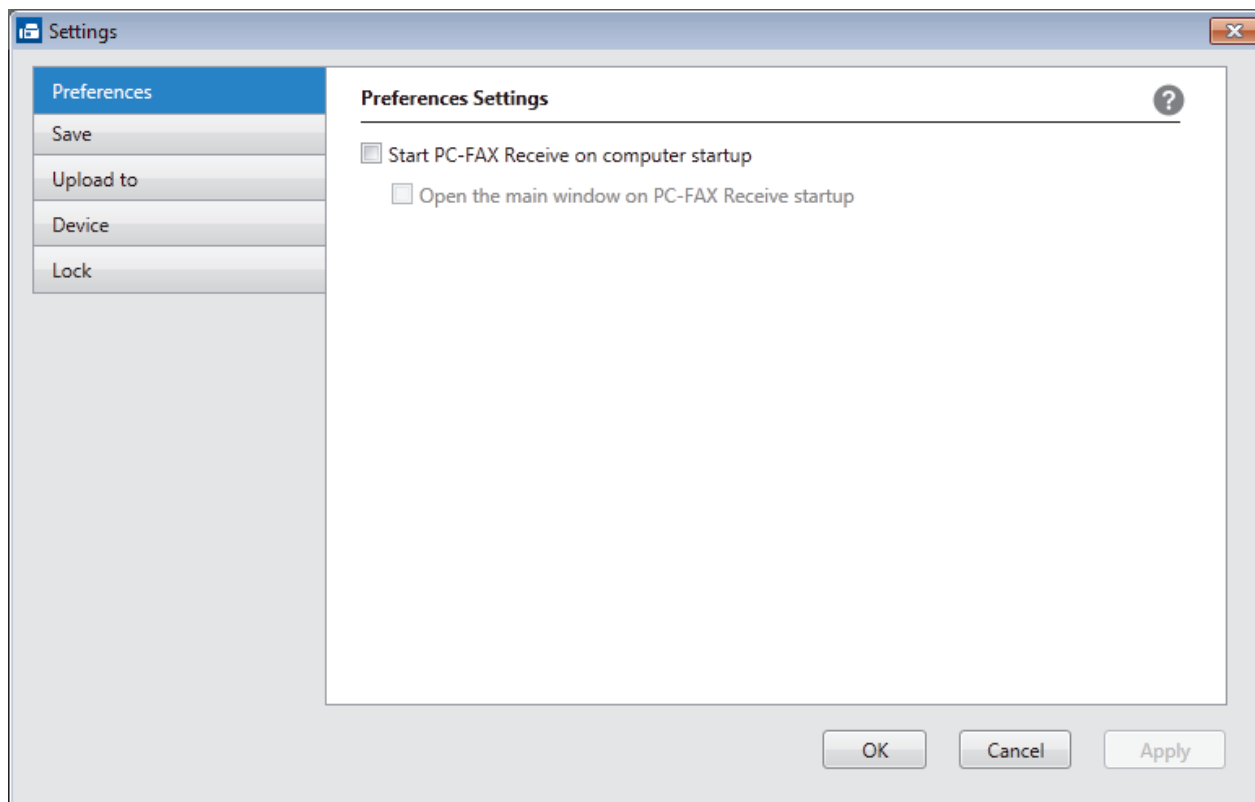 Settings
Preferences
Save
Upload to
Device
Lock
Preferences Settings
?
Start PC-FAX Receive on computer startup
Open the main window on PC-FAX Receive startup
OK
Cancel
Apply